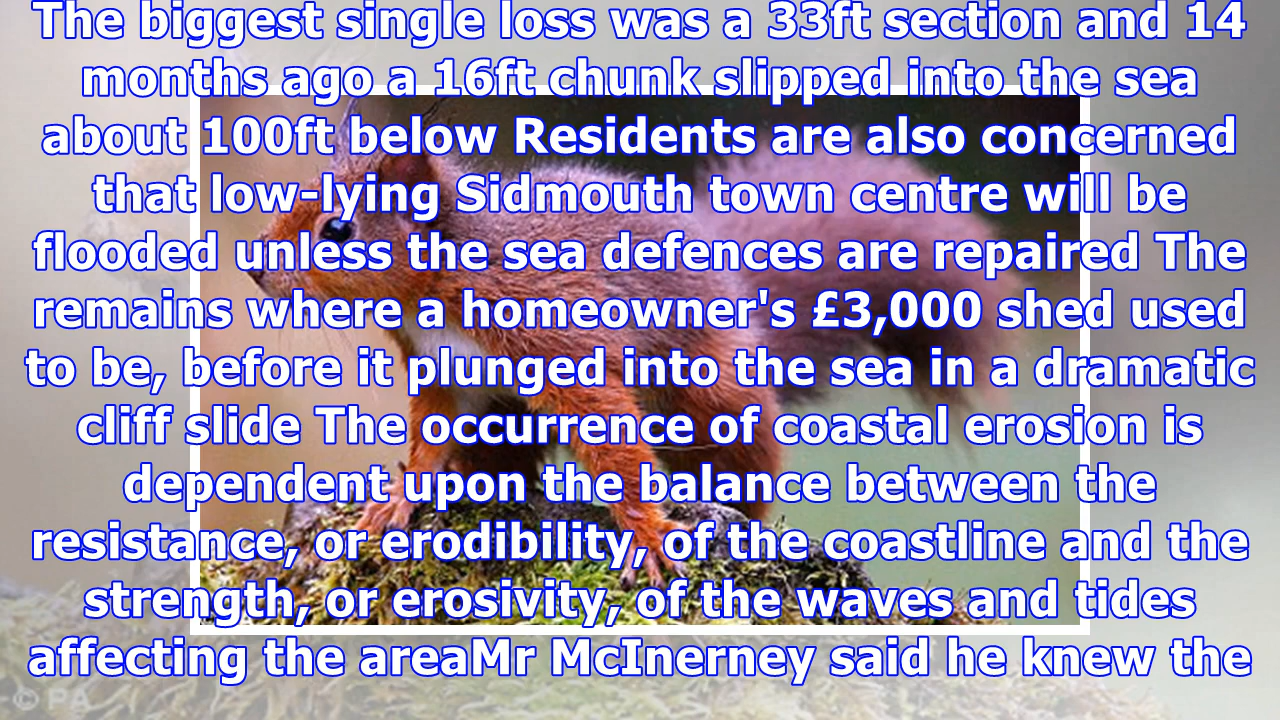 The biggest single loss was a 33ft section and 14
months ago a 16ft chunk slipped into the sea
about 100ft below Residents are also concerned
that low-lying Sidmouth town centre will be
flooded unless the sea defences are repaired The
remains where a homeowner's £3,000 shed used
to be, before it plunged into the sea in a dramatic
cliff slide The occurrence of coastal erosion is
dependent upon the balance between the
resistance, or erodibility, of the coastline and the
strength, or erosivity, of the waves and tides
affecting the areaMr McInerney said he knew the
© PA